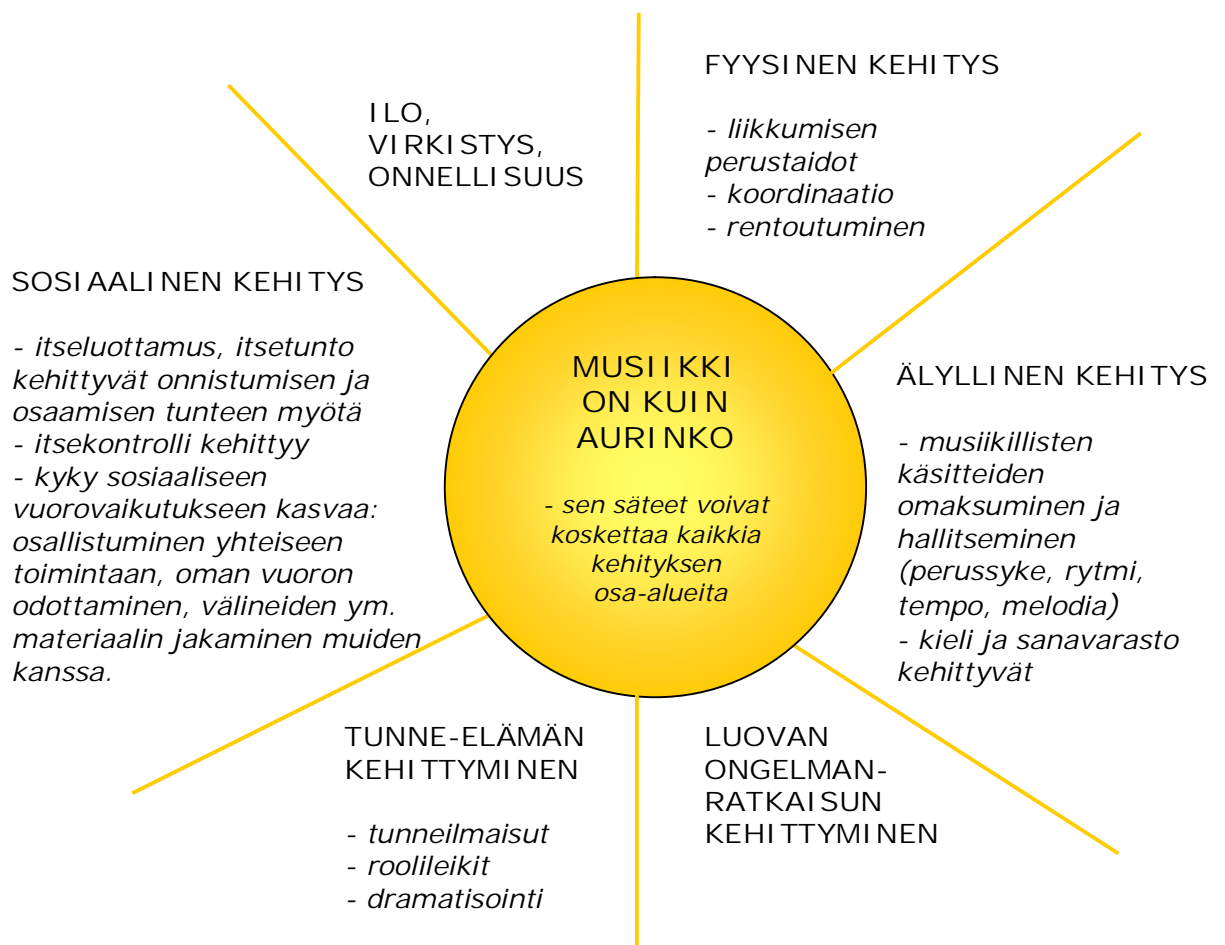 ILO,
VIRKISTYS,
ONNELLISUUS
FYYSINEN KEHITYS
- liikkumisen
perustaidot
- koordinaatio
- rentoutuminen
SOSIAALINEN KEHITYS
- itseluottamus, itsetunto
kehittyvät onnistumisen ja
osaamisen tunteen myötä
- itsekontrolli kehittyy
- kyky sosiaaliseen
vuorovaikutukseen kasvaa:
osallistuminen yhteiseen
toimintaan, oman vuoron
odottaminen, välineiden ym.
materiaalin jakaminen muiden
kanssa.
MUSIIKKI
ON KUIN
AURINKO
- sen säteet voivat
koskettaa kaikkia
kehityksen
osa-alueita
ÄLYLLINEN KEHITYS
- musiikillisten
käsitteiden
omaksuminen ja
hallitseminen
(perussyke, rytmi,
tempo, melodia)
- kieli ja sanavarasto
kehittyvät
TUNNE-ELÄMÄN
KEHITTYMINEN
- tunneilmaisut
- roolileikit
- dramatisointi
LUOVAN
ONGELMAN-
RATKAISUN
KEHITTYMINEN